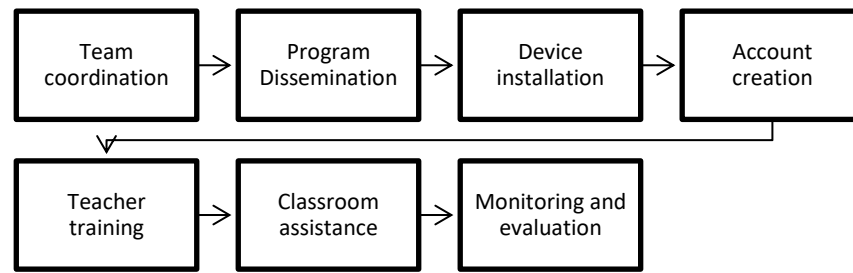 Team
coordination
Program
Dissemination
Device
installation
Account
creation
Teacher
training
Classroom
assistance
Monitoring and
evaluation